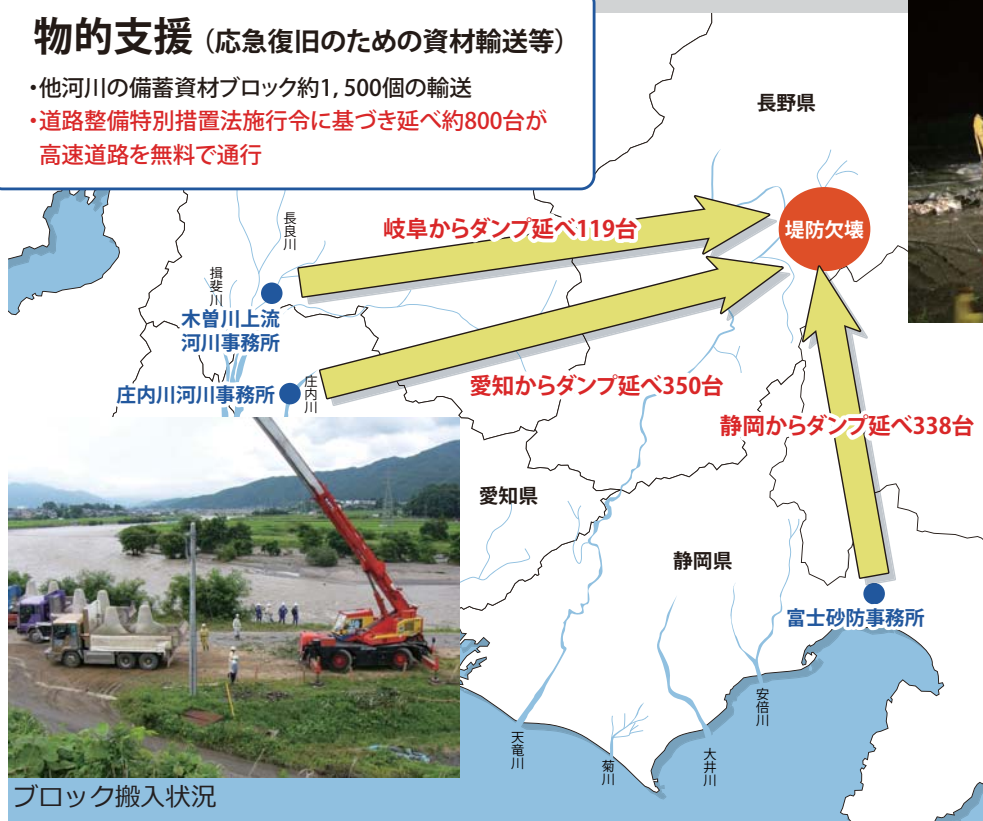 物的支援（応急復旧のための資材輸送等）
・他河川の備蓄資材ブロック約1,500個の輸送
・道路整備特別措置法施行令に基づき延べ約800台が
高速道路を無料で通行
長野県
堤防欠壊
岐阜からダンプ延べ119台
長良川
揖斐川
木曽川上流
河川事務所
庄内川河川事務所
庄内川
愛知からダンプ延べ350台
静岡からダンプ延べ338台
愛知県
静岡県
富士砂防事務所
安倍川
天竜川
菊川
大井川
ブロック搬入状況